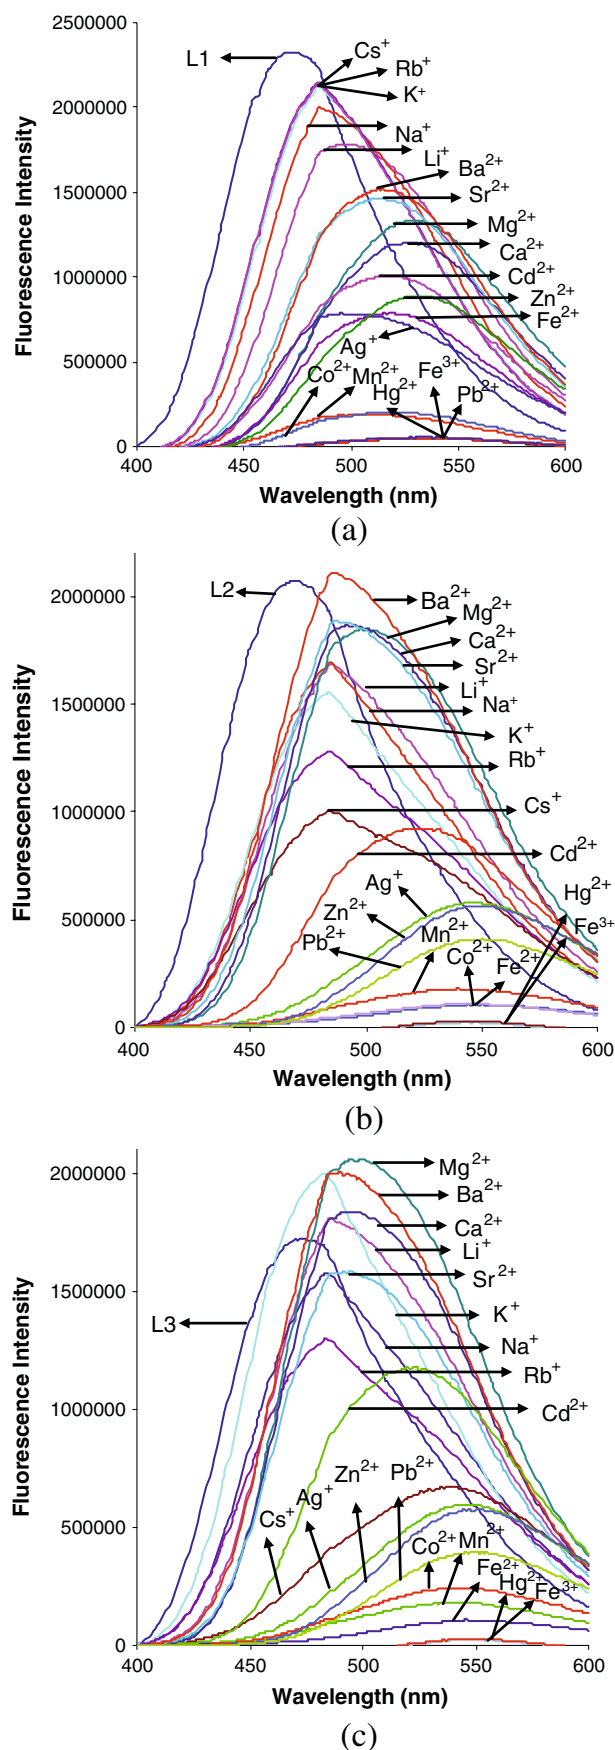 Fluorescence Intensity
2500000
2000000
1500000
1000000
500000
0
L1
Cs⁺
Rb⁺
K⁺
Na⁺
Li⁺
Ba²⁺
Sr²⁺
Mg²⁺
Ca²⁺
Cd²⁺
Zn²⁺
Fe²⁺
Ag⁺
Co²⁺
Mn²⁺
Hg²⁺
Fe³⁺
Pb²⁺
400 450 500 550 600
Wavelength (nm)
(a)
Fluorescence Intensity
2000000
1500000
1000000
500000
0
L2
Ba²⁺
Mg²⁺
Ca²⁺
Sr²⁺
Li⁺
Na⁺
K⁺
Rb⁺
Cs⁺
Cd²⁺
Hg²⁺
Fe³⁺
Ag⁺
Zn²⁺
Pb²⁺
Mn²⁺
Co²⁺
Fe²⁺
400 450 500 550 600
Wavelength (nm)
(b)
Fluorescence Intensity
2000000
1500000
1000000
500000
0
L3
Mg²⁺
Ba²⁺
Ca²⁺
Li⁺
Sr²⁺
K⁺
Na⁺
Rb⁺
Cd²⁺
Cs⁺
Ag⁺
Zn²⁺
Pb²⁺
Co²⁺
Mn²⁺
Fe²⁺
Hg²⁺
Fe³⁺
400 450 500 550 600
Wavelength (nm)
(c)